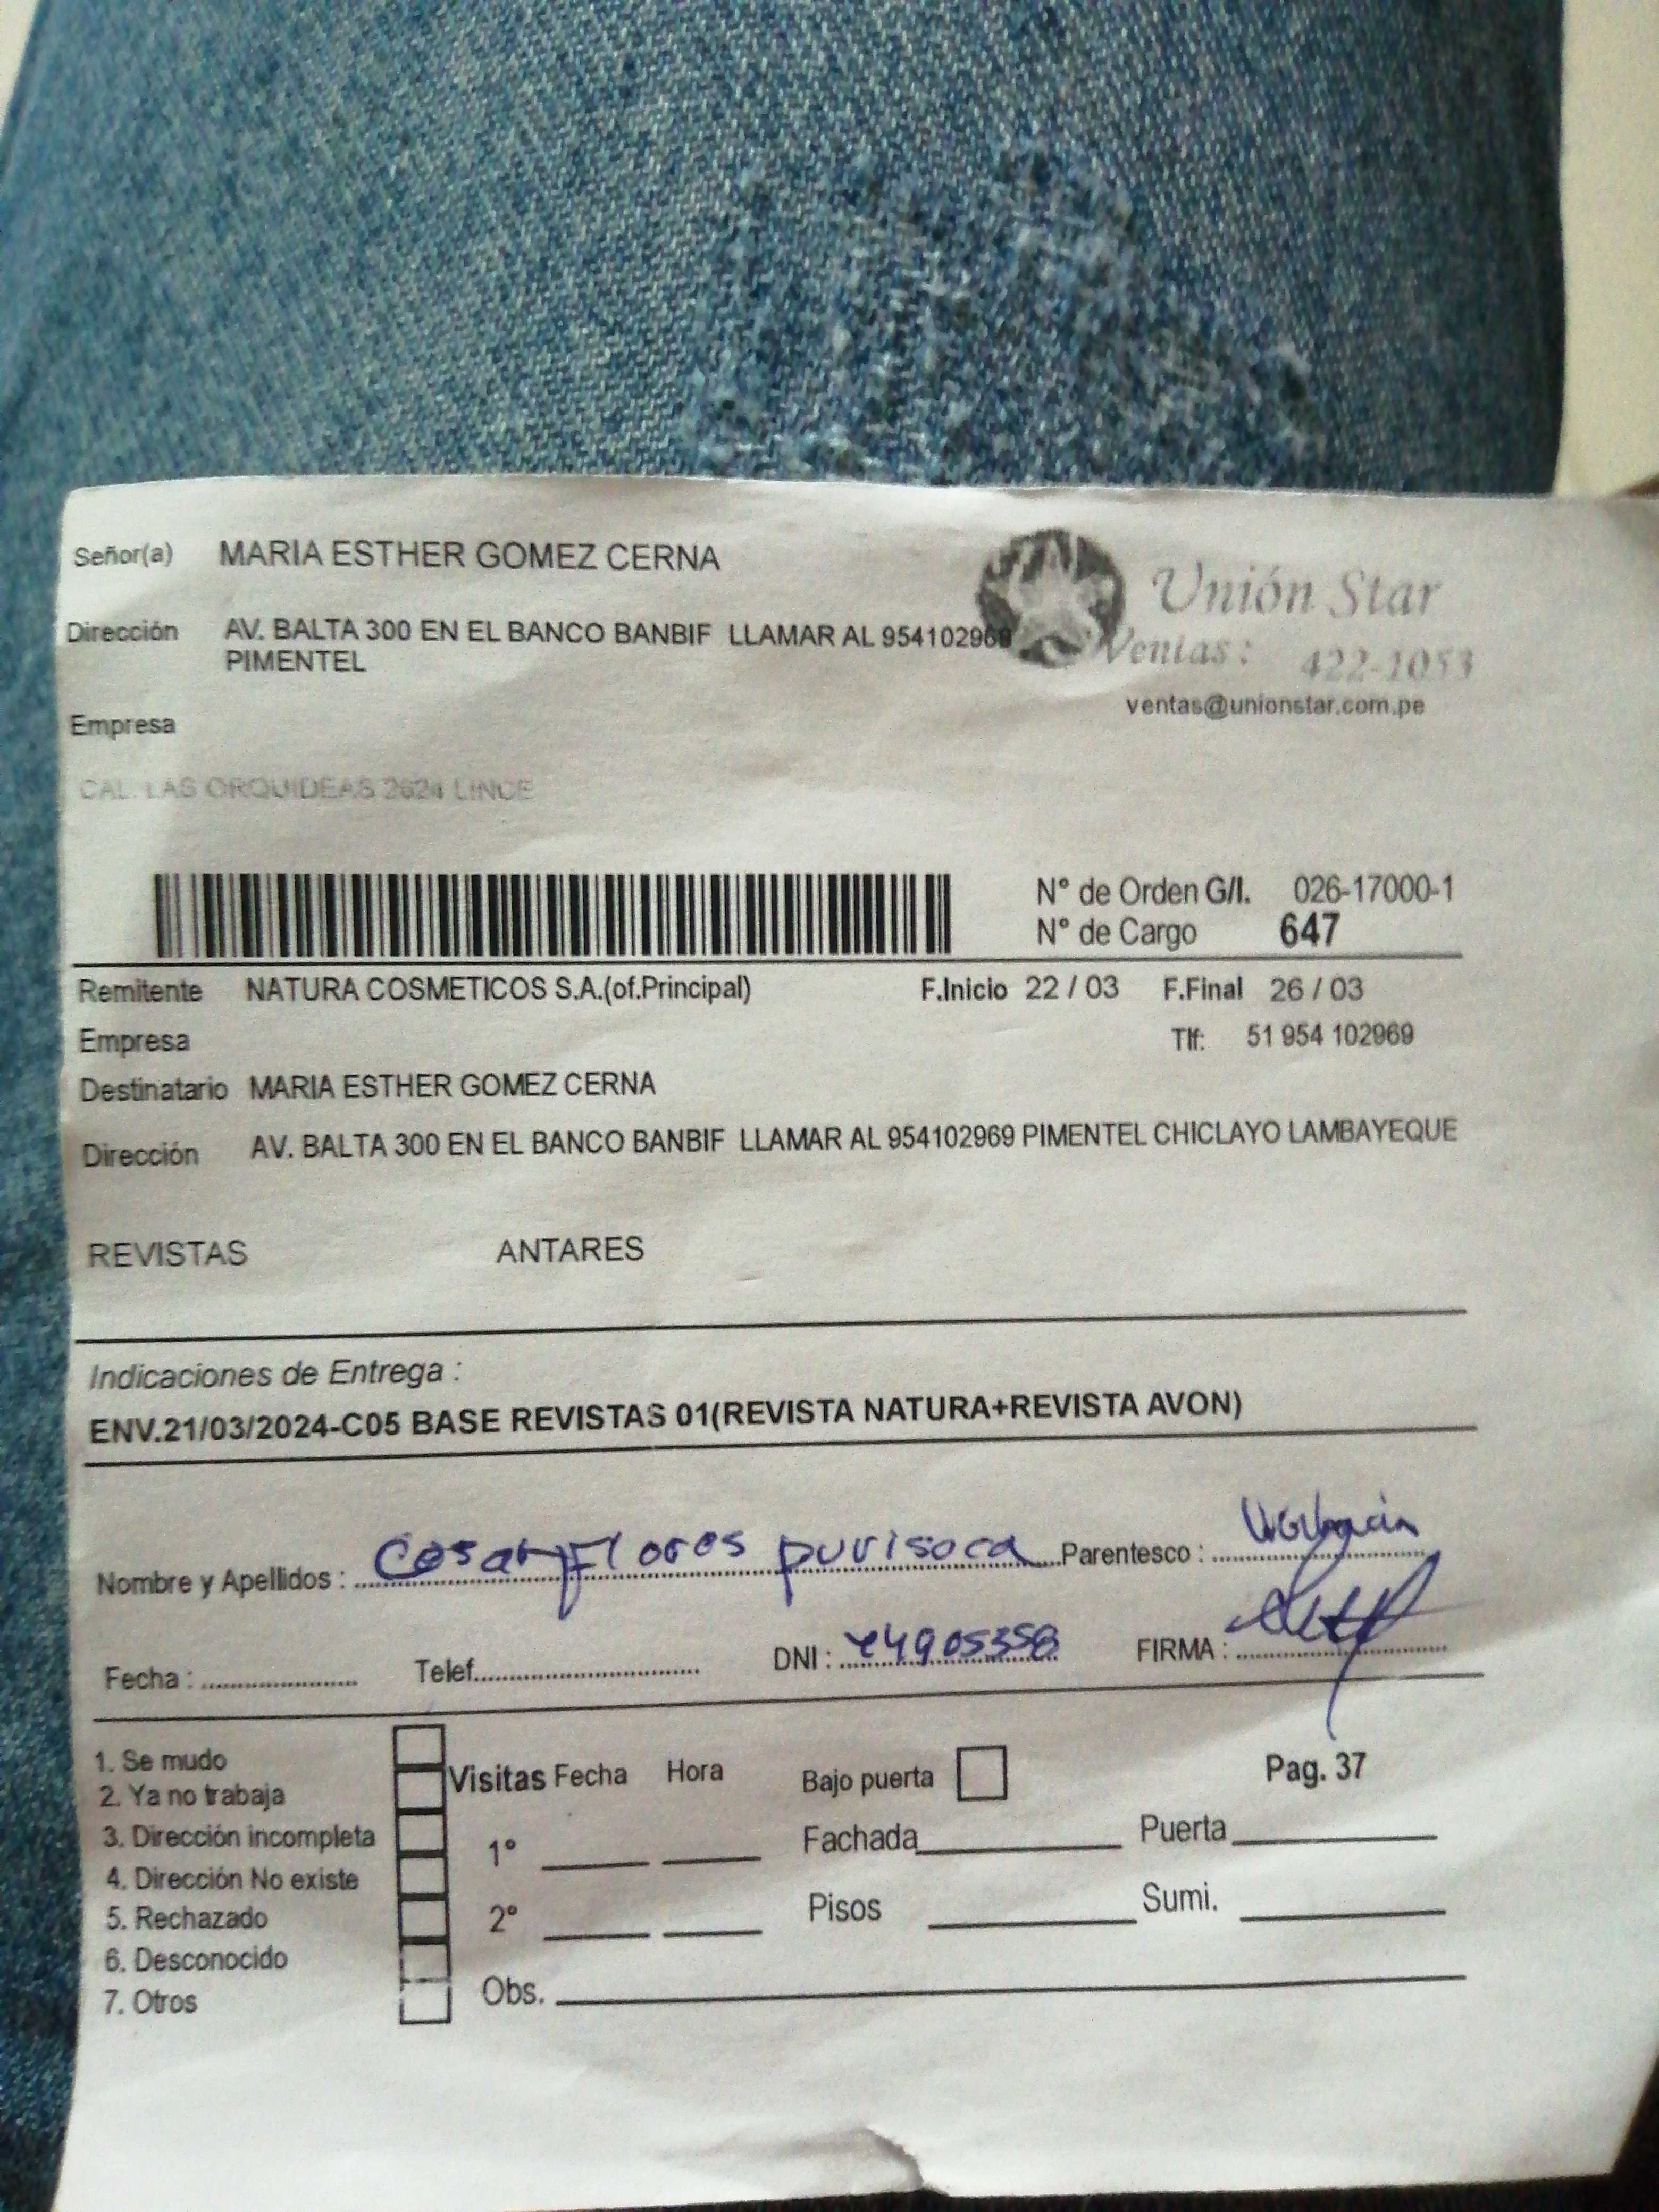 Señor(a) MARIA ESTHER GOMEZ CERNA
Unión Star
Dirección AV. BALTA 300 EN EL BANCO BANBIF LLAMAR AL 954102969
PIMENTEL
Ventas: 422-1053
ventas@unionstar.com.pe
Empresa
CAL. LAS ORQUIDEAS 2624 LINCE
N° de Orden G/I. 026-17000-1
N° de Cargo 647
Remitente NATURA COSMETICOS S.A.(of.Principal) F.Inicio 22 / 03 F.Final 26 / 03
Empresa Tlf: 51 954 102969
Destinatario MARIA ESTHER GOMEZ CERNA
Dirección AV. BALTA 300 EN EL BANCO BANBIF LLAMAR AL 954102969 PIMENTEL CHICLAYO LAMBAYEQUE
REVISTAS ANTARES
Indicaciones de Entrega :
ENV.21/03/2024-C05 BASE REVISTAS 01(REVISTA NATURA+REVISTA AVON)
Nombre y Apellidos : Cesar Flores purisaca Parentesco :
Fecha : Telef. DNI : 74905358 FIRMA :
1. Se mudo
2. Ya no trabaja
3. Dirección incompleta
4. Dirección No existe
5. Rechazado
6. Desconocido
7. Otros
Visitas Fecha Hora Bajo puerta Pag. 37
1° Fachada Puerta
2° Pisos Sumi.
Obs.